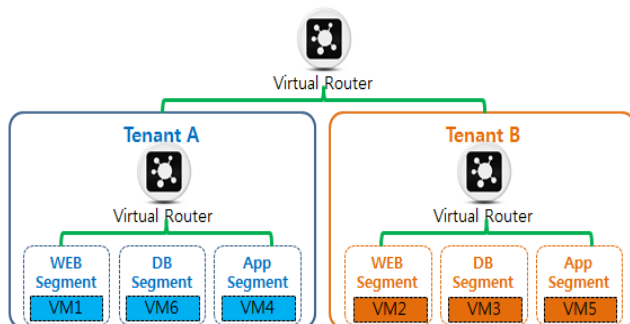 Virtual Router
Tenant A
Tenant B
Virtual Router
Virtual Router
WEB
Segment
VM1
DB
Segment
VM6
App
Segment
VM4
WEB
Segment
VM2
DB
Segment
VM3
App
Segment
VM5